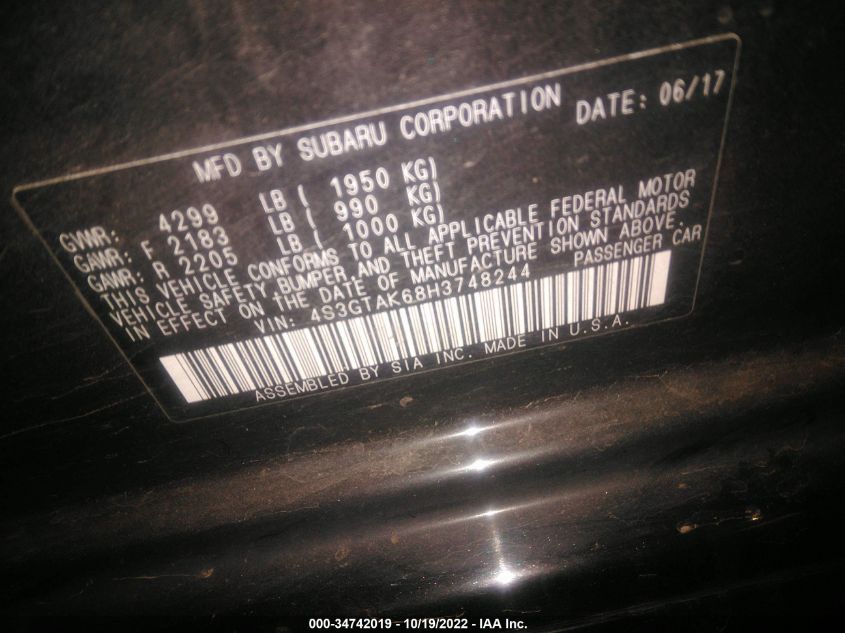 MFD BY SUBARU CORPORATION DATE: 06/17
GVWR: 4299 LB ( 1950 KG)
GAWR: F 2183 LB ( 990 KG)
GAWR: R 2205 LB ( 1000 KG)
THIS VEHICLE CONFORMS TO ALL APPLICABLE FEDERAL MOTOR
VEHICLE SAFETY BUMPER AND THEFT PREVENTION STANDARDS
IN EFFECT ON THE DATE OF MANUFACTURE SHOWN ABOVE.
VIN: 4S3GTAK68H3748244 PASSENGER CAR
ASSEMBLED BY SIA INC. MADE IN U.S.A.
000-34742019 - 10/19/2022 - IAA Inc.